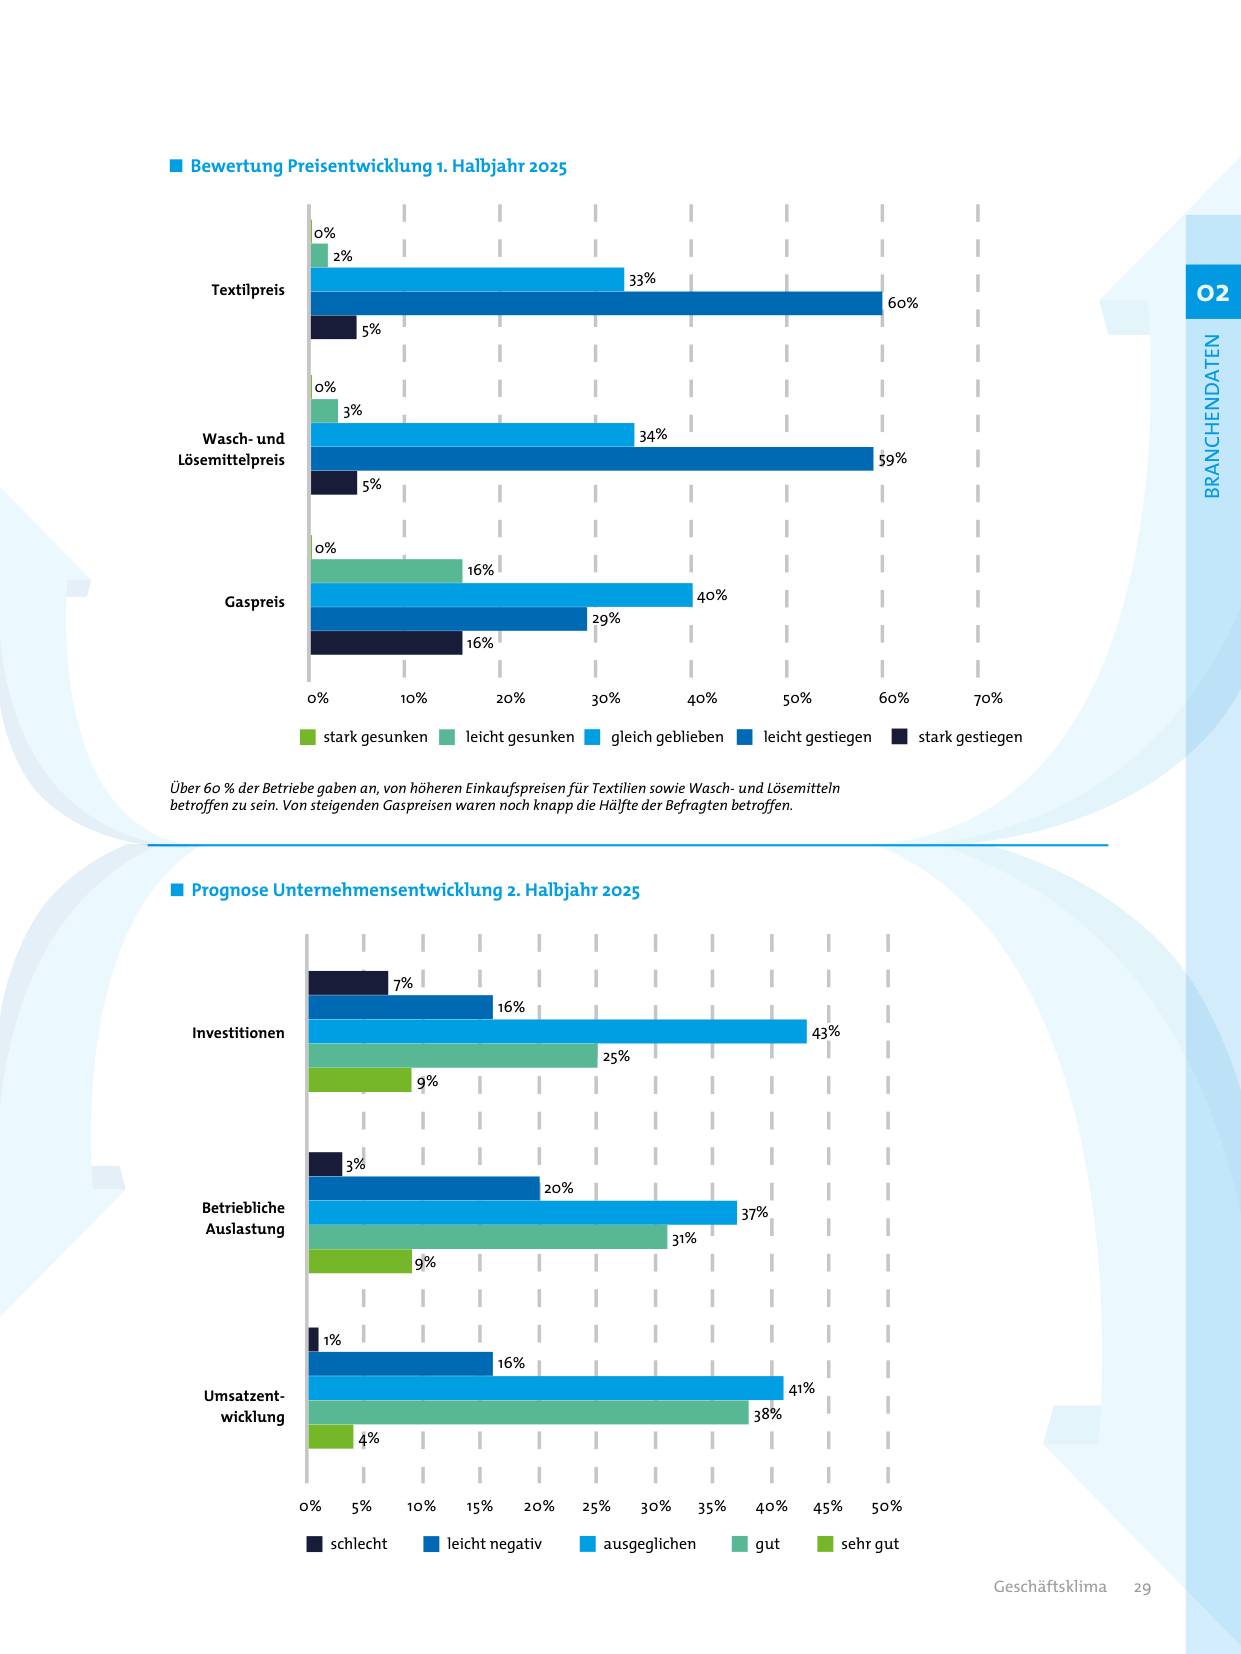 Bewertung Preisentwicklung 1. Halbjahr 2025
0%
2%
33%
Textilpreis
60%
5%
0%
3%
34%
Wasch- und
Lösemittelpreis
59%
5%
0%
16%
40%
Gaspreis
29%
16%
0% 10% 20% 30% 40% 50% 60% 70%
stark gesunken leicht gesunken gleich geblieben leicht gestiegen stark gestiegen
Über 60 % der Betriebe gaben an, von höheren Einkaufspreisen für Textilien sowie Wasch- und Lösemitteln
betroffen zu sein. Von steigenden Gaspreisen waren noch knapp die Hälfte der Befragten betroffen.
Prognose Unternehmensentwicklung 2. Halbjahr 2025
7%
16%
Investitionen
43%
25%
9%
3%
20%
Betriebliche
Auslastung
37%
31%
9%
1%
16%
41%
Umsatzent-
wicklung
38%
4%
0% 5% 10% 15% 20% 25% 30% 35% 40% 45% 50%
schlecht leicht negativ ausgeglichen gut sehr gut
Geschäftsklima 29
02
BRANCHENDATEN